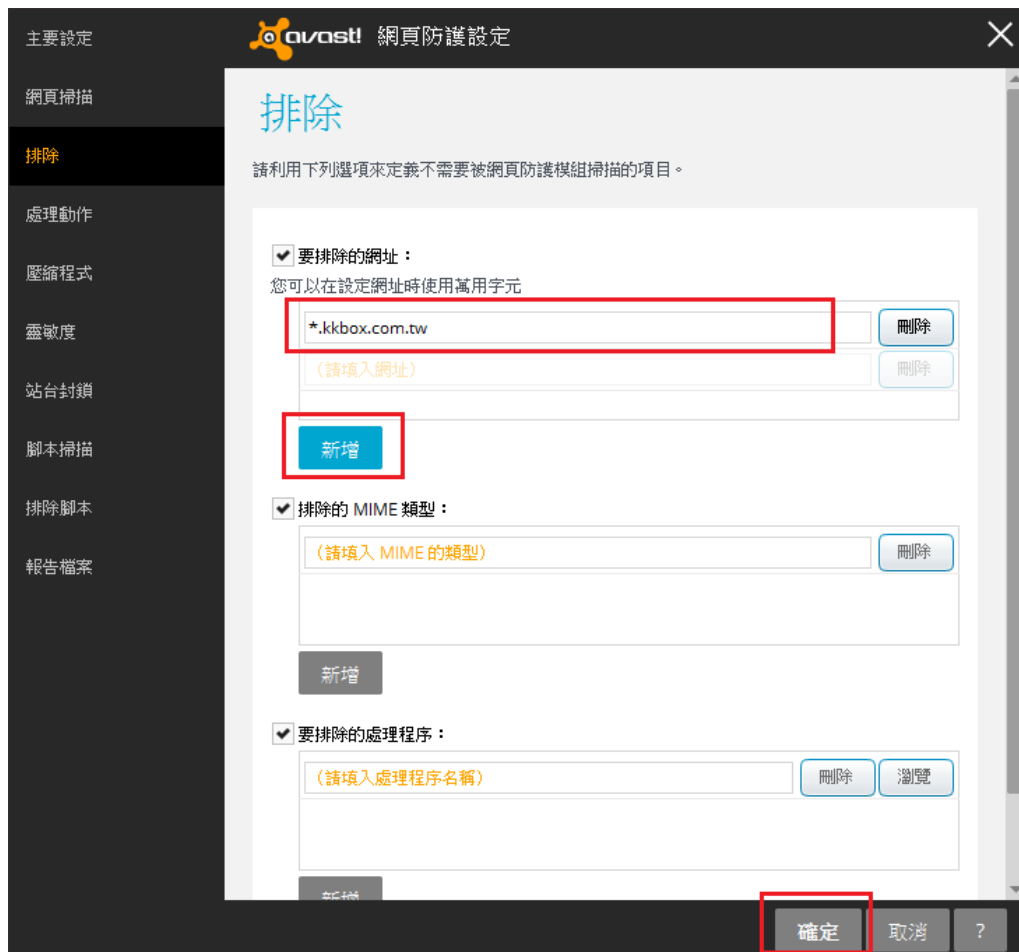 主要設定
網頁掃描
排除
處理動作
壓縮程式
靈敏度
站台封鎖
腳本掃描
排除腳本
報告檔案
avast! 網頁防護設定
排除
請利用下列選項來定義不需要被網頁防護模組掃描的項目。
要排除的網址：
您可以在設定網址時使用萬用字元
*.kkbox.com.tw 刪除
（請填入網址） 刪除
新增
排除的 MIME 類型：
（請填入 MIME 的類型） 刪除
新增
要排除的處理程序：
（請填入處理程序名稱） 刪除 瀏覽
新增
確定 取消 ?